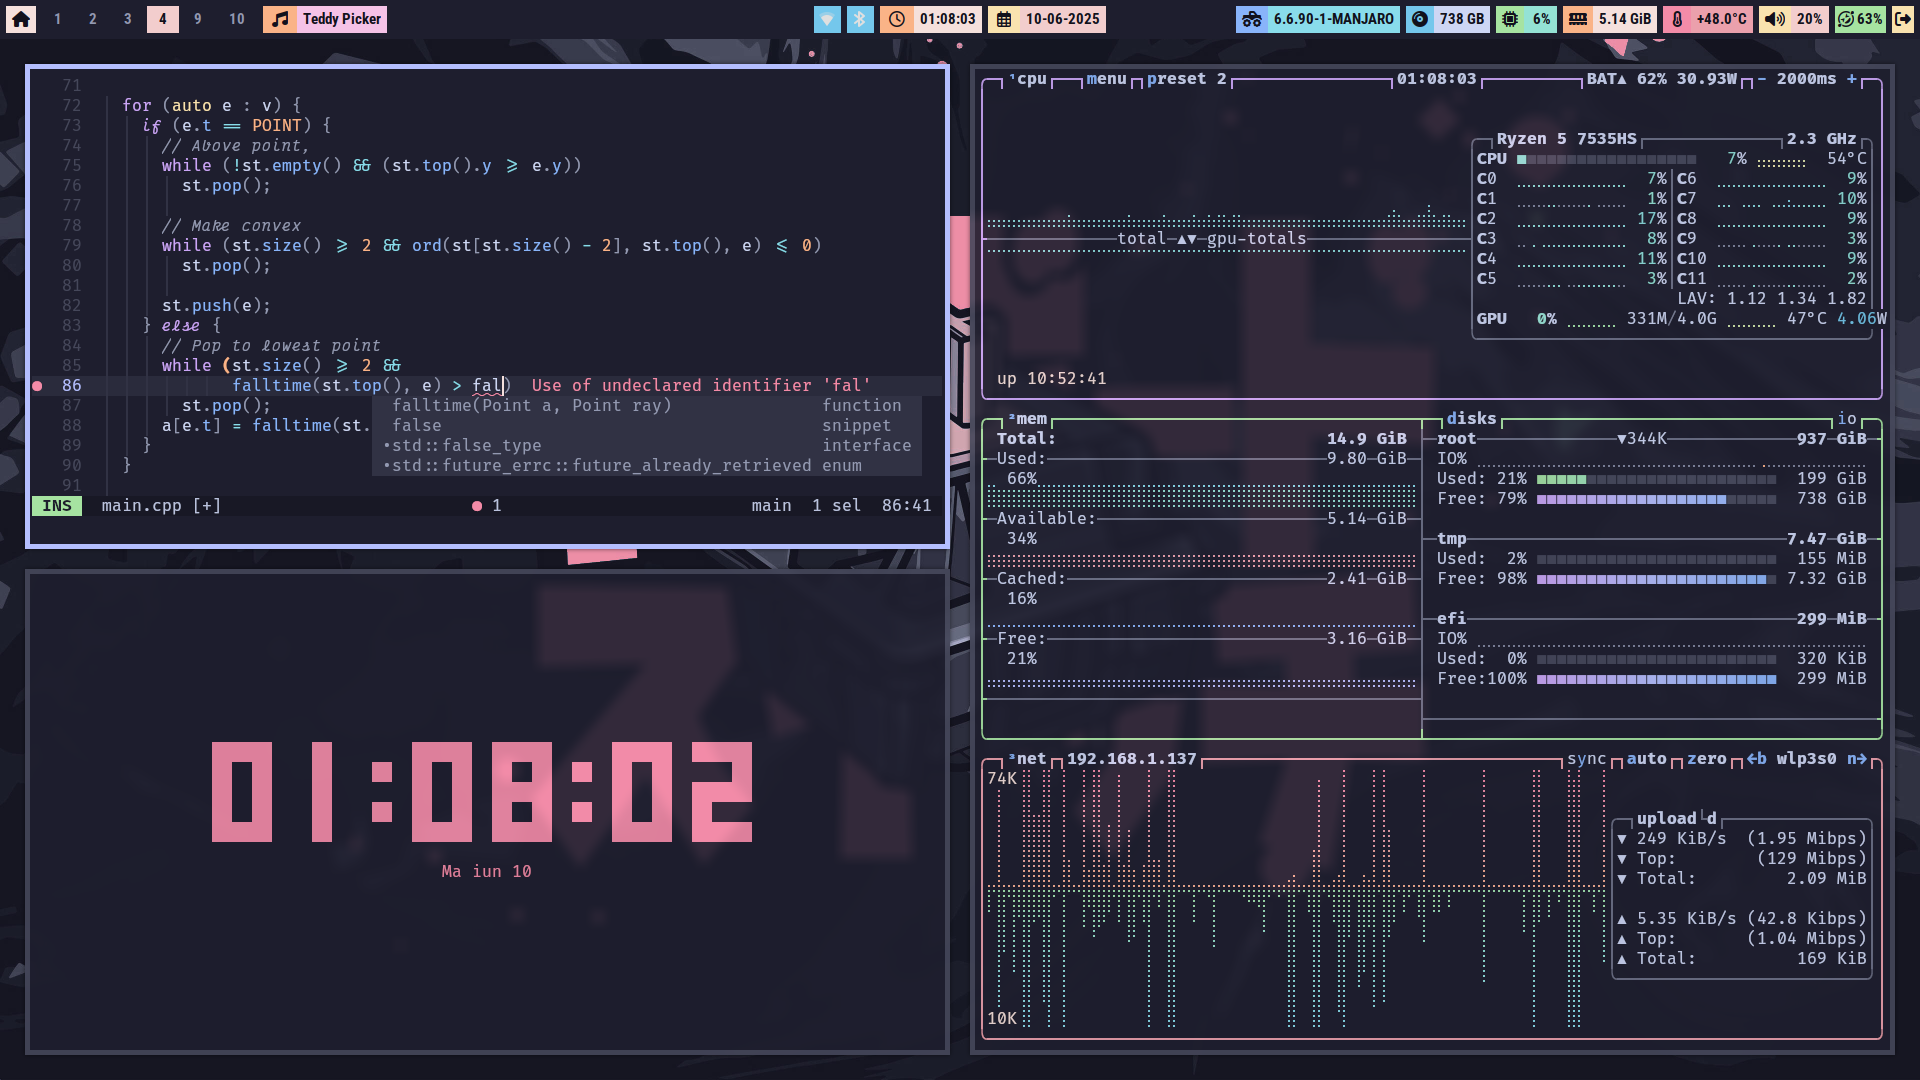 1 2 3 4 9 10 Teddy Picker
01:08:03 10-06-2025
6.6.90-1-MANJARO 738 GB 6% 5.14 GiB +48.0°C 20% 63%
71
72 for (auto e : v) {
73 if (e.t == POINT) {
74 // Above point,
75 while (!st.empty() && (st.top().y >= e.y))
76 st.pop();
77
78 // Make convex
79 while (st.size() >= 2 && ord(st[st.size() - 2], st.top(), e) <= 0)
80 st.pop();
81
82 st.push(e);
83 } else {
84 // Pop to lowest point
85 while (st.size() >= 2 &&
86 falltime(st.top(), e) > fal) Use of undeclared identifier 'fal'
87 st.pop();
88 a[e.t] = falltime(st.
89 }
90 }
91
falltime(Point a, Point ray) function
false snippet
•std::false_type interface
•std::future_errc::future_already_retrieved enum
INS main.cpp [+] ● 1 main 1 sel 86:41
01:08:02
Ma iun 10
¹cpu menu preset 2 01:08:03 BAT▲ 62% 30.93W - 2000ms +
Ryzen 5 7535HS 2.3 GHz
CPU 7% 54°C
C0 7% C6 9%
C1 1% C7 10%
C2 17% C8 9%
C3 8% C9 3%
C4 11% C10 9%
C5 3% C11 2%
LAV: 1.12 1.34 1.82
GPU 0% 331M/4.0G 47°C 4.06W
total ▲▼ gpu-totals
up 10:52:41
²mem
Total: 14.9 GiB
Used: 9.80 GiB
66%
Available: 5.14 GiB
34%
Cached: 2.41 GiB
16%
Free: 3.16 GiB
21%
disks io
root ▼344K 937 GiB
IO%
Used: 21% 199 GiB
Free: 79% 738 GiB
tmp 7.47 GiB
Used: 2% 155 MiB
Free: 98% 7.32 GiB
efi 299 MiB
IO%
Used: 0% 320 KiB
Free:100% 299 MiB
³net 192.168.1.137 sync auto zero ←b wlp3s0 n→
74K
10K
upload d
▼ 249 KiB/s (1.95 Mibps)
▼ Top: (129 Mibps)
▼ Total: 2.09 MiB
▲ 5.35 KiB/s (42.8 Kibps)
▲ Top: (1.04 Mibps)
▲ Total: 169 KiB